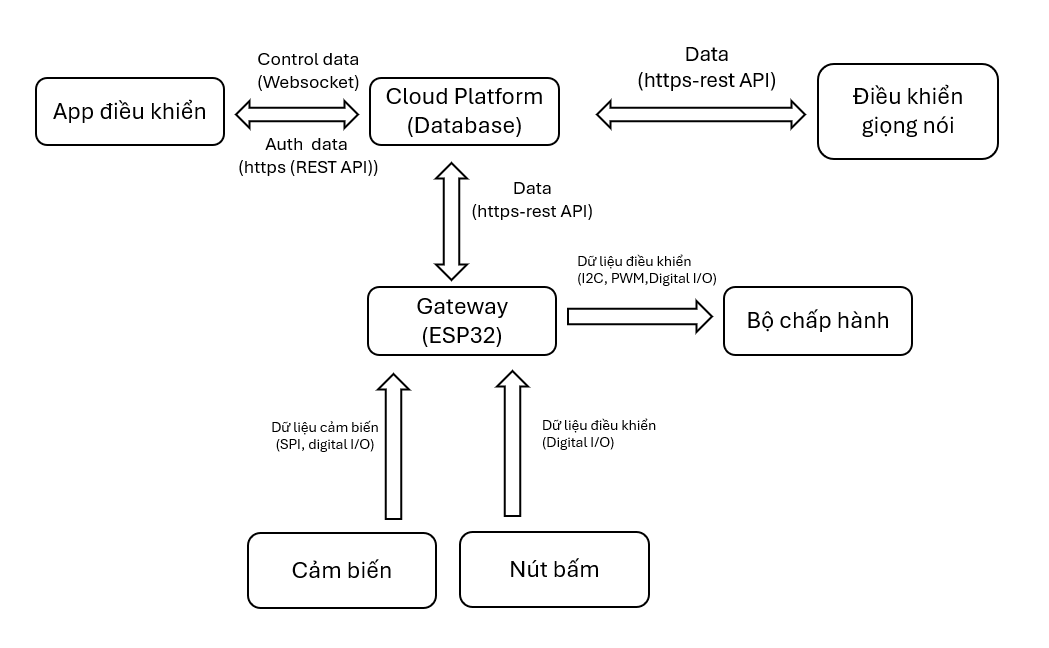 Control data
(Websocket)
Data
(https-rest API)
App điều khiển
Cloud Platform
(Database)
Điều khiển
giọng nói
Auth  data
(https (REST API))
Data
(https-rest API)
Dữ liệu điều khiển
(I2C, PWM,Digital I/O)
Gateway
(ESP32)
Bộ chấp hành
Dữ liệu cảm biến
(SPI, digital I/O)
Dữ liệu điều khiển
(Digital I/O)
Cảm biến
Nút bấm